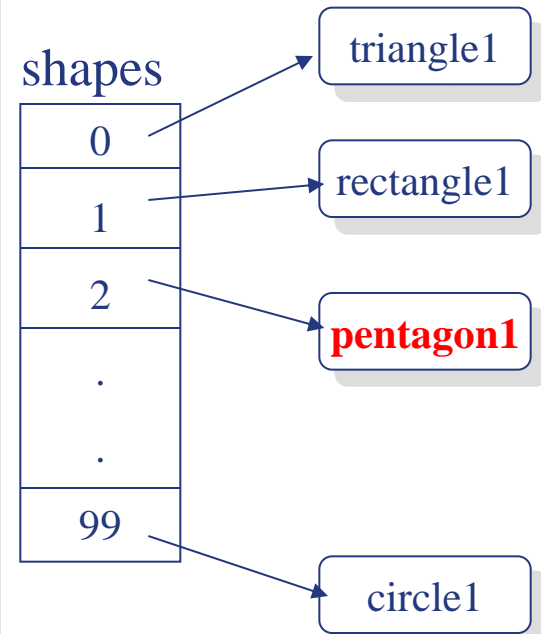 shapes
triangle1
0
rectangle1
1
2
pentagon1
.
.
99
circle1